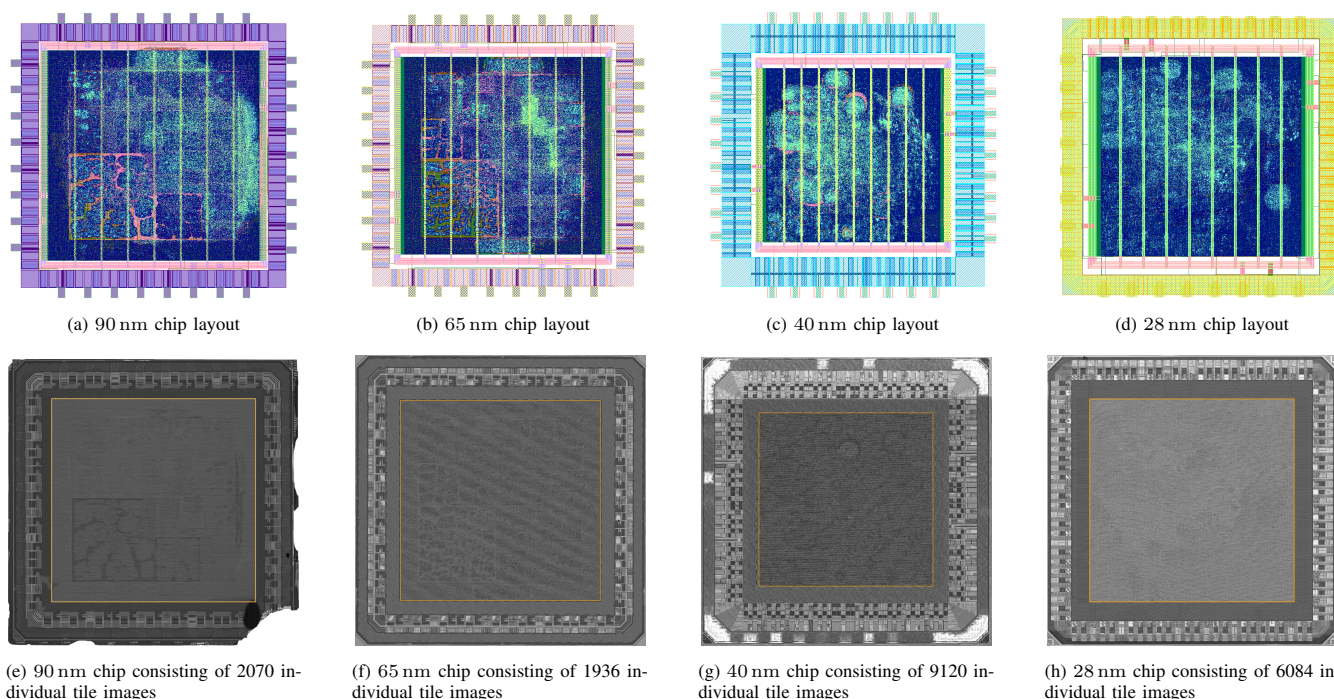 (a) 90 nm chip layout
(b) 65 nm chip layout
(c) 40 nm chip layout
(d) 28 nm chip layout
(e) 90 nm chip consisting of 2070 in-
dividual tile images
(f) 65 nm chip consisting of 1936 in-
dividual tile images
(g) 40 nm chip consisting of 9120 in-
dividual tile images
(h) 28 nm chip consisting of 6084 in-
dividual tile images